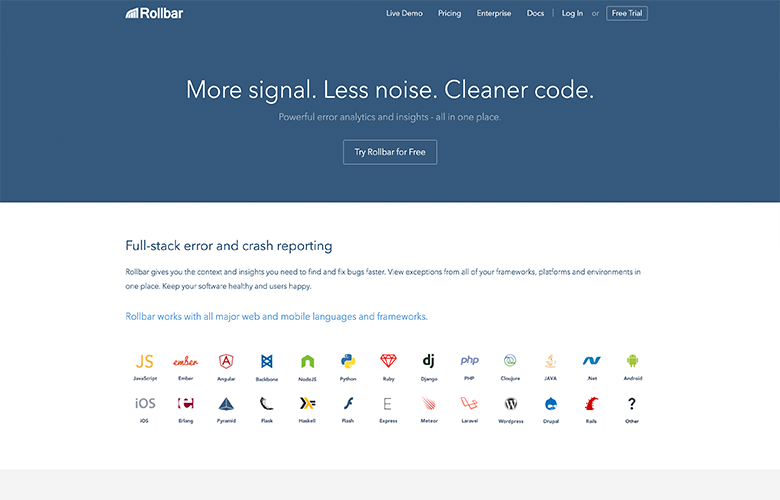 Rollbar
Live Demo Pricing Enterprise Docs | Log In or Free Trial
More signal. Less noise. Cleaner code.
Powerful error analytics and insights - all in one place.
Try Rollbar for Free
Full-stack error and crash reporting
Rollbar gives you the context and insights you need to find and fix bugs faster. View exceptions from all of your frameworks, platforms and environments in
one place. Keep your software healthy and users happy.
Rollbar works with all major web and mobile languages and frameworks.
JS ember A dj php .N
JavaScript Ember Angular Backbone NodeJS Python Ruby Django PHP Cloujure JAVA .Net Android
iOS E W ?
iOS Erlang Pyramid Flask Haskell Flash Express Meteor Laravel Wordpress Drupal Rails Other